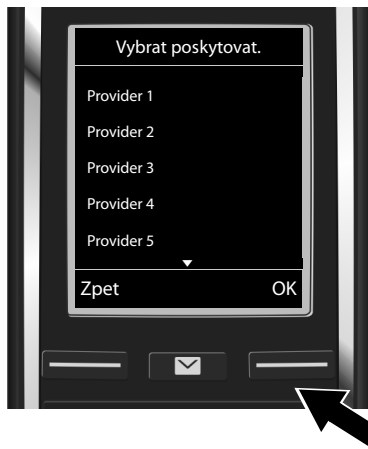 Vybrat poskytovat.
Provider 1
Provider 2
Provider 3
Provider 4
Provider 5
Zpet OK